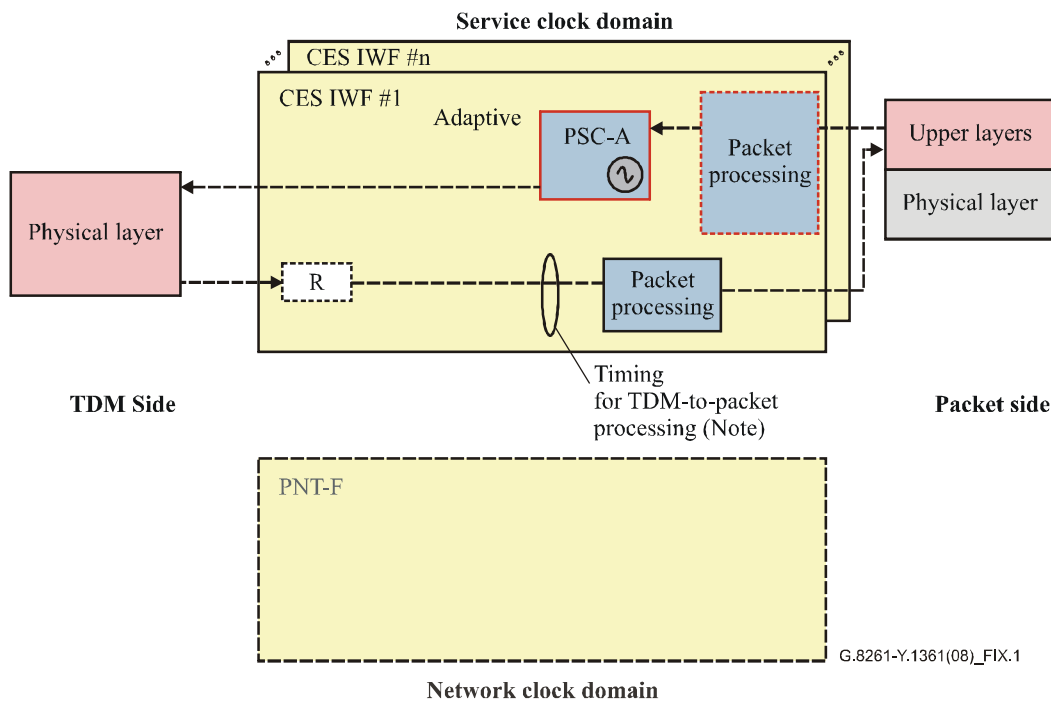 Service clock domain
CES IWF #n
CES IWF #1
Adaptive
PSC-A
Packet
processing
Upper layers
Physical layer
Physical layer
R
Packet
processing
Timing
for TDM-to-packet
processing (Note)
TDM Side
Packet side
PNT-F
G.8261-Y.1361(08)_FIX.1
Network clock domain